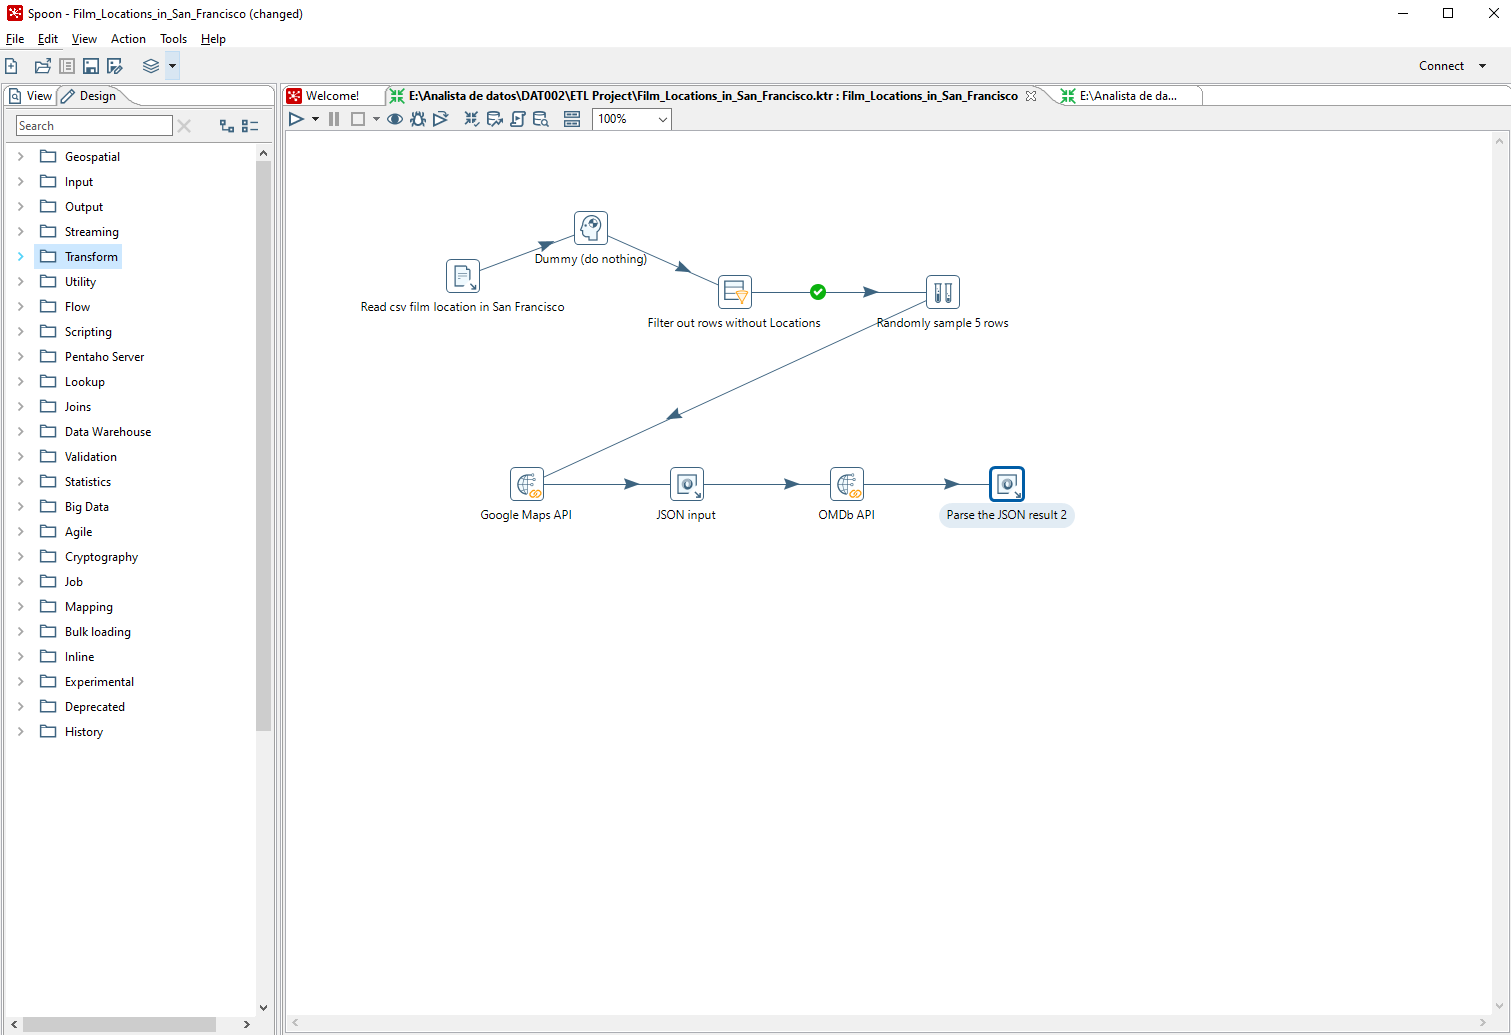 Spoon - Film_Locations_in_San_Francisco (changed)
File Edit View Action Tools Help
Connect
View Design
Welcome! E:\Analista de datos\DAT002\ETL Project\Film_Locations_in_San_Francisco.ktr : Film_Locations_in_San_Francisco E:\Analista de da...
Search
100%
Geospatial
Input
Output
Streaming
Transform
Utility
Flow
Scripting
Pentaho Server
Lookup
Joins
Data Warehouse
Validation
Statistics
Big Data
Agile
Cryptography
Job
Mapping
Bulk loading
Inline
Experimental
Deprecated
History
Dummy (do nothing)
Read csv film location in San Francisco
Filter out rows without Locations
Randomly sample 5 rows
Google Maps API
JSON input
OMDb API
Parse the JSON result 2